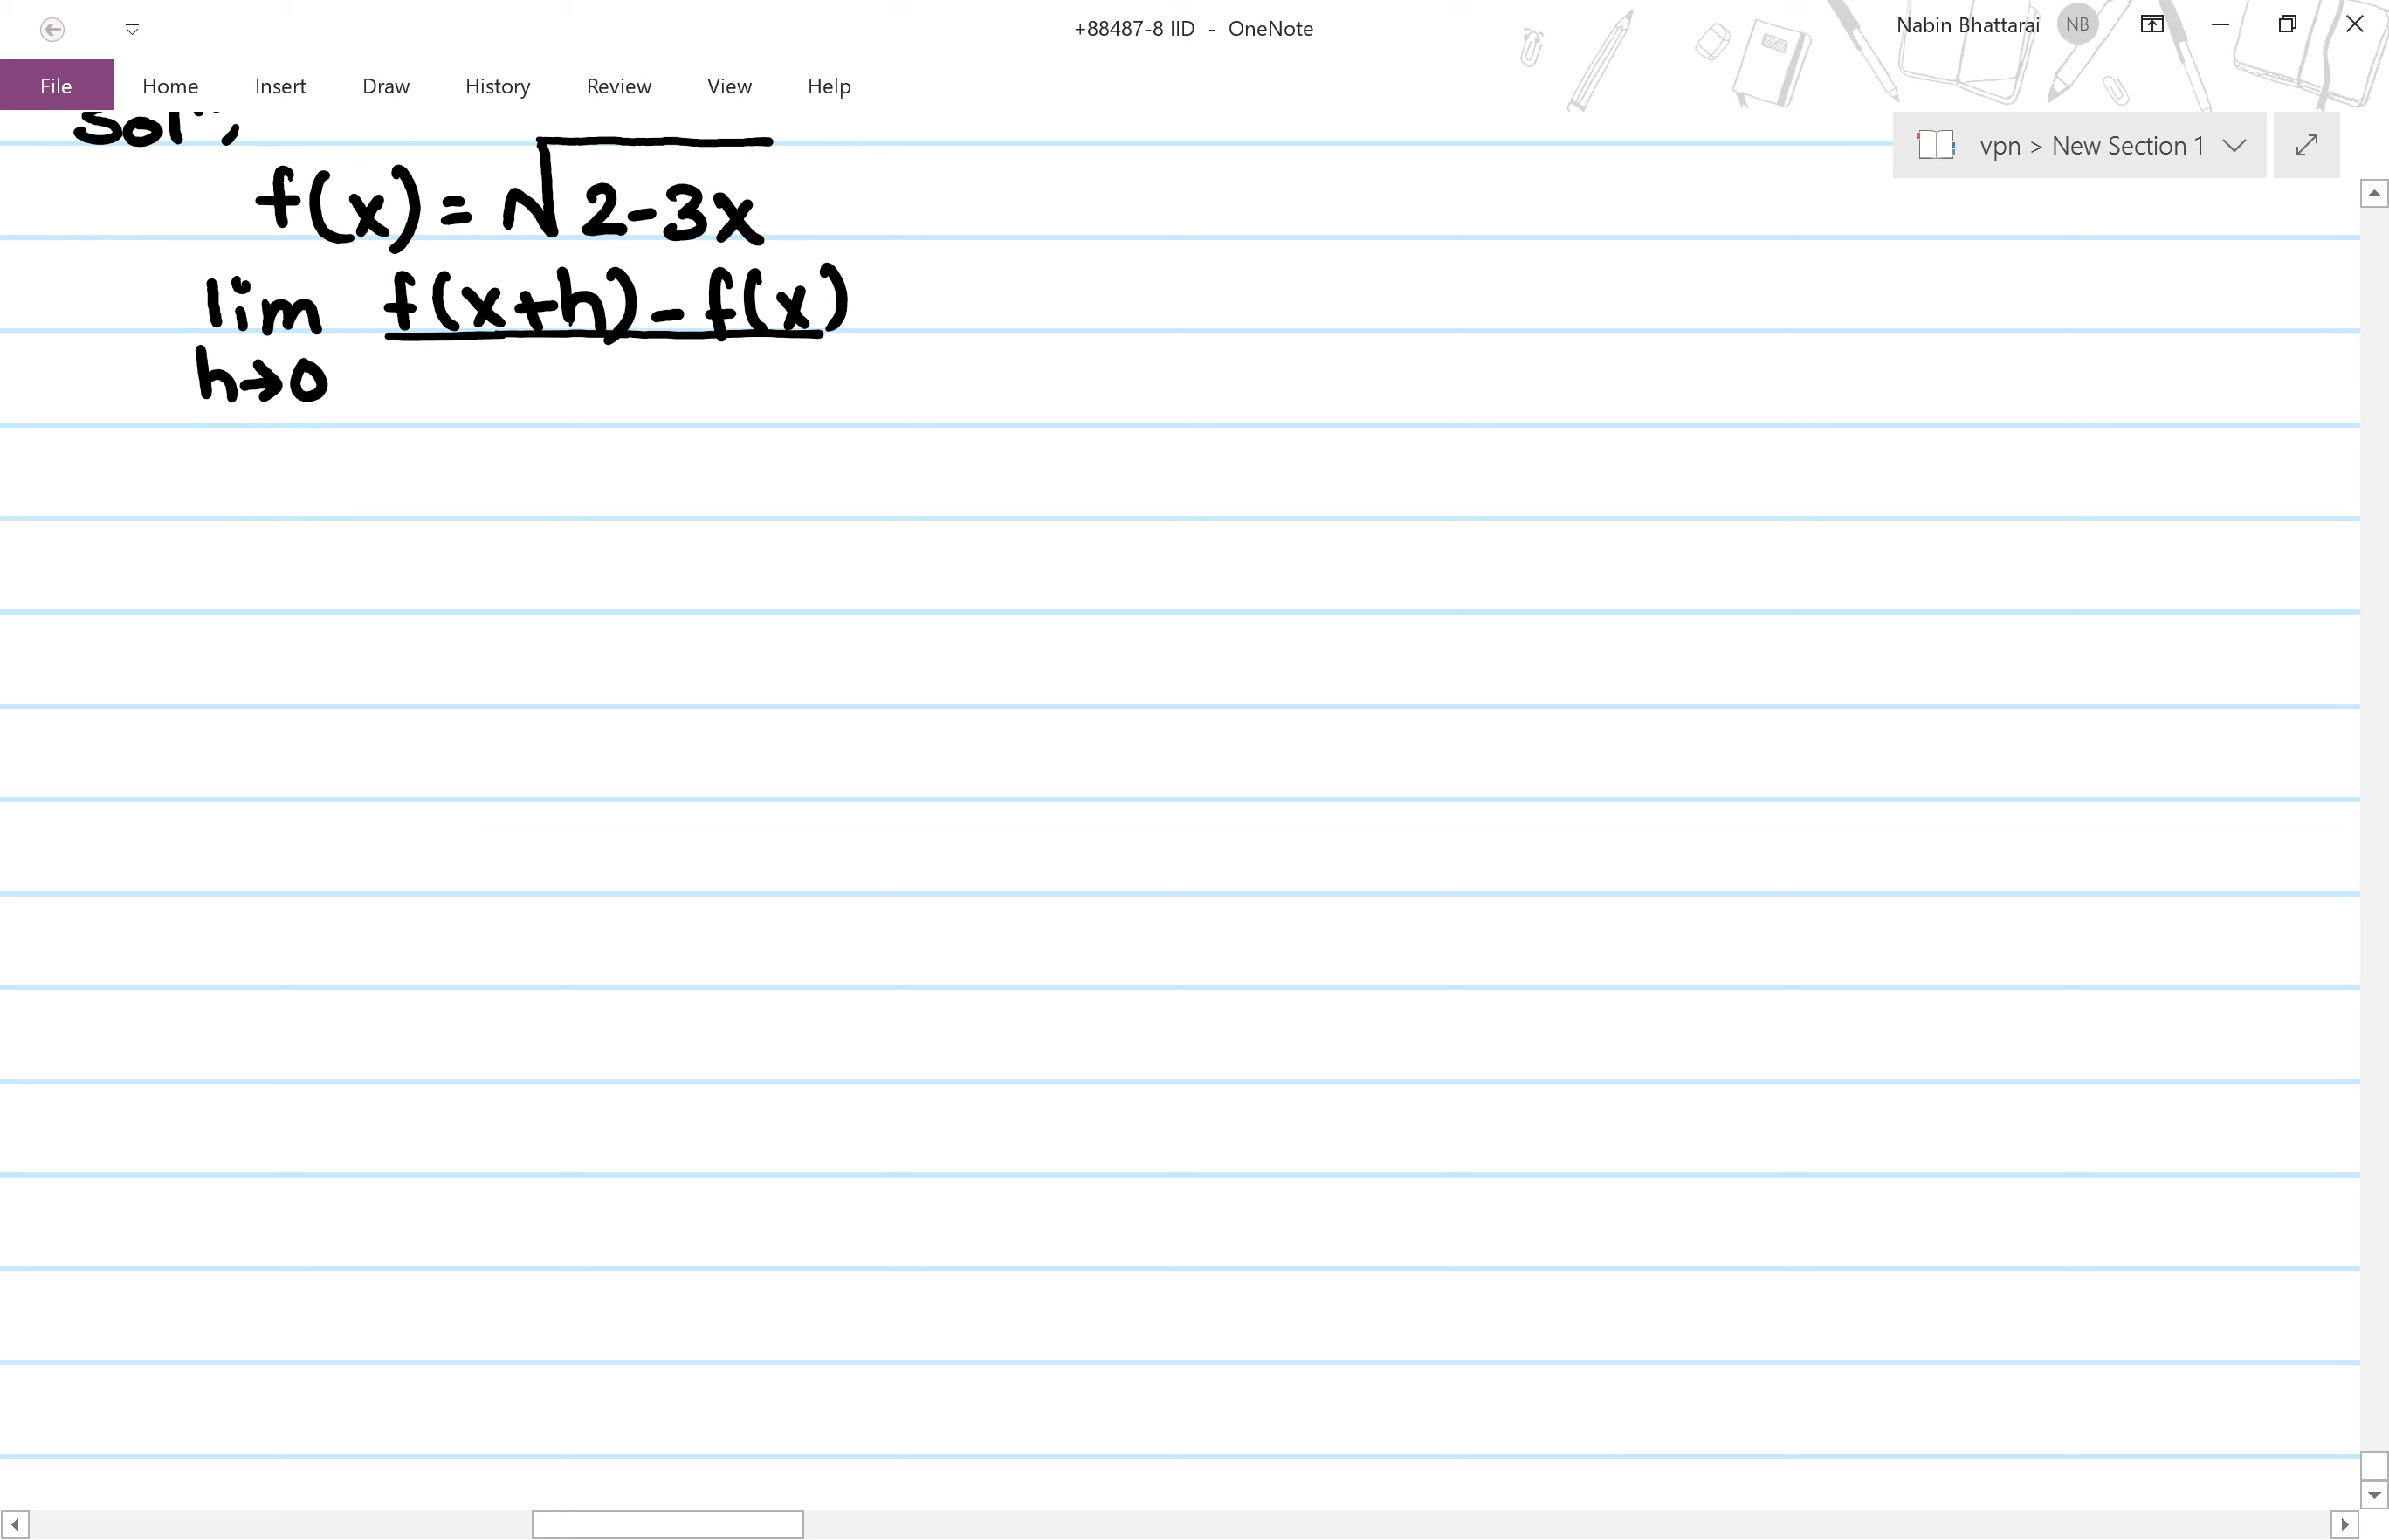 +88487-8 IID - OneNote
Nabin Bhattarai NB
File Home Insert Draw History Review View Help
vpn > New Section 1
f(x) = √2-3x
lim f(x+h) - f(x)
h→0